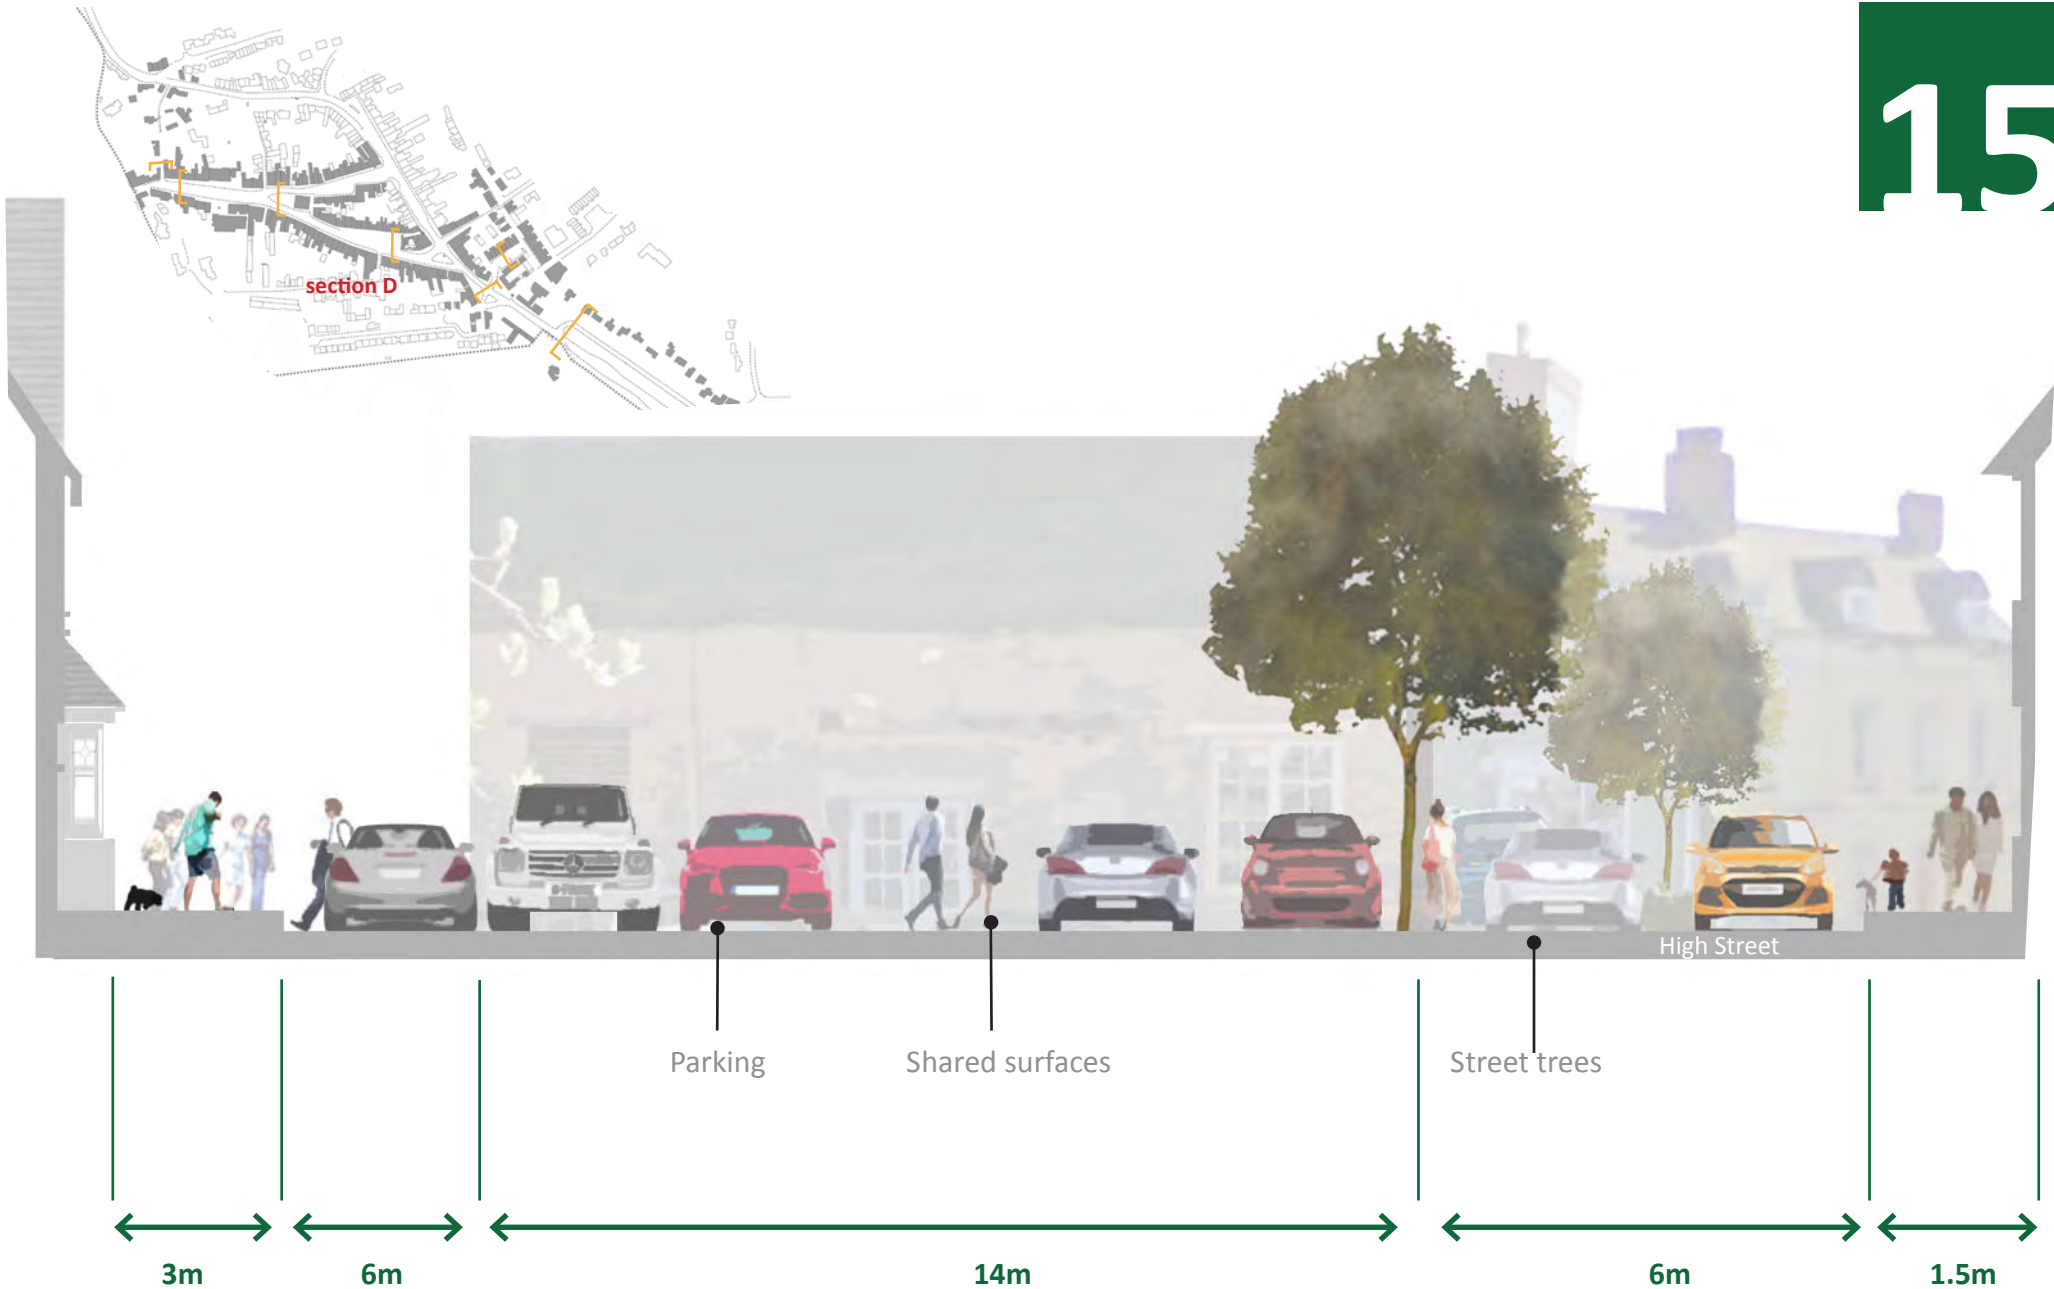 15
section D
High Street
Parking
Shared surfaces
Street trees
3m
6m
14m
6m
1.5m